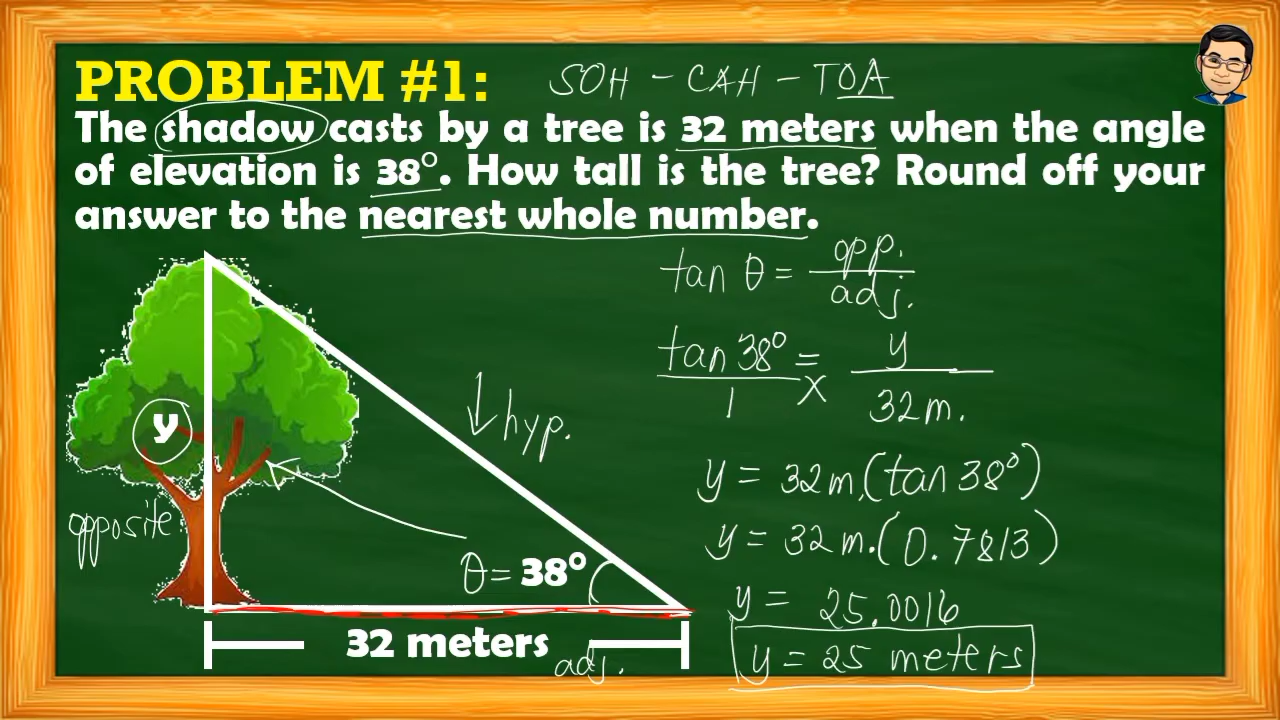 PROBLEM #1:
SOH - CAH - TOA
The shadow casts by a tree is 32 meters when the angle
of elevation is 38°. How tall is the tree? Round off your
answer to the nearest whole number.
tan θ = opp.
adj.
tan 38° = y
1 X 32m.
y = 32m.(tan 38°)
y = 32m.(0.7813)
y = 25.0016
y = 25 meters
y
hyp.
opposite
θ = 38°
32 meters
adj.